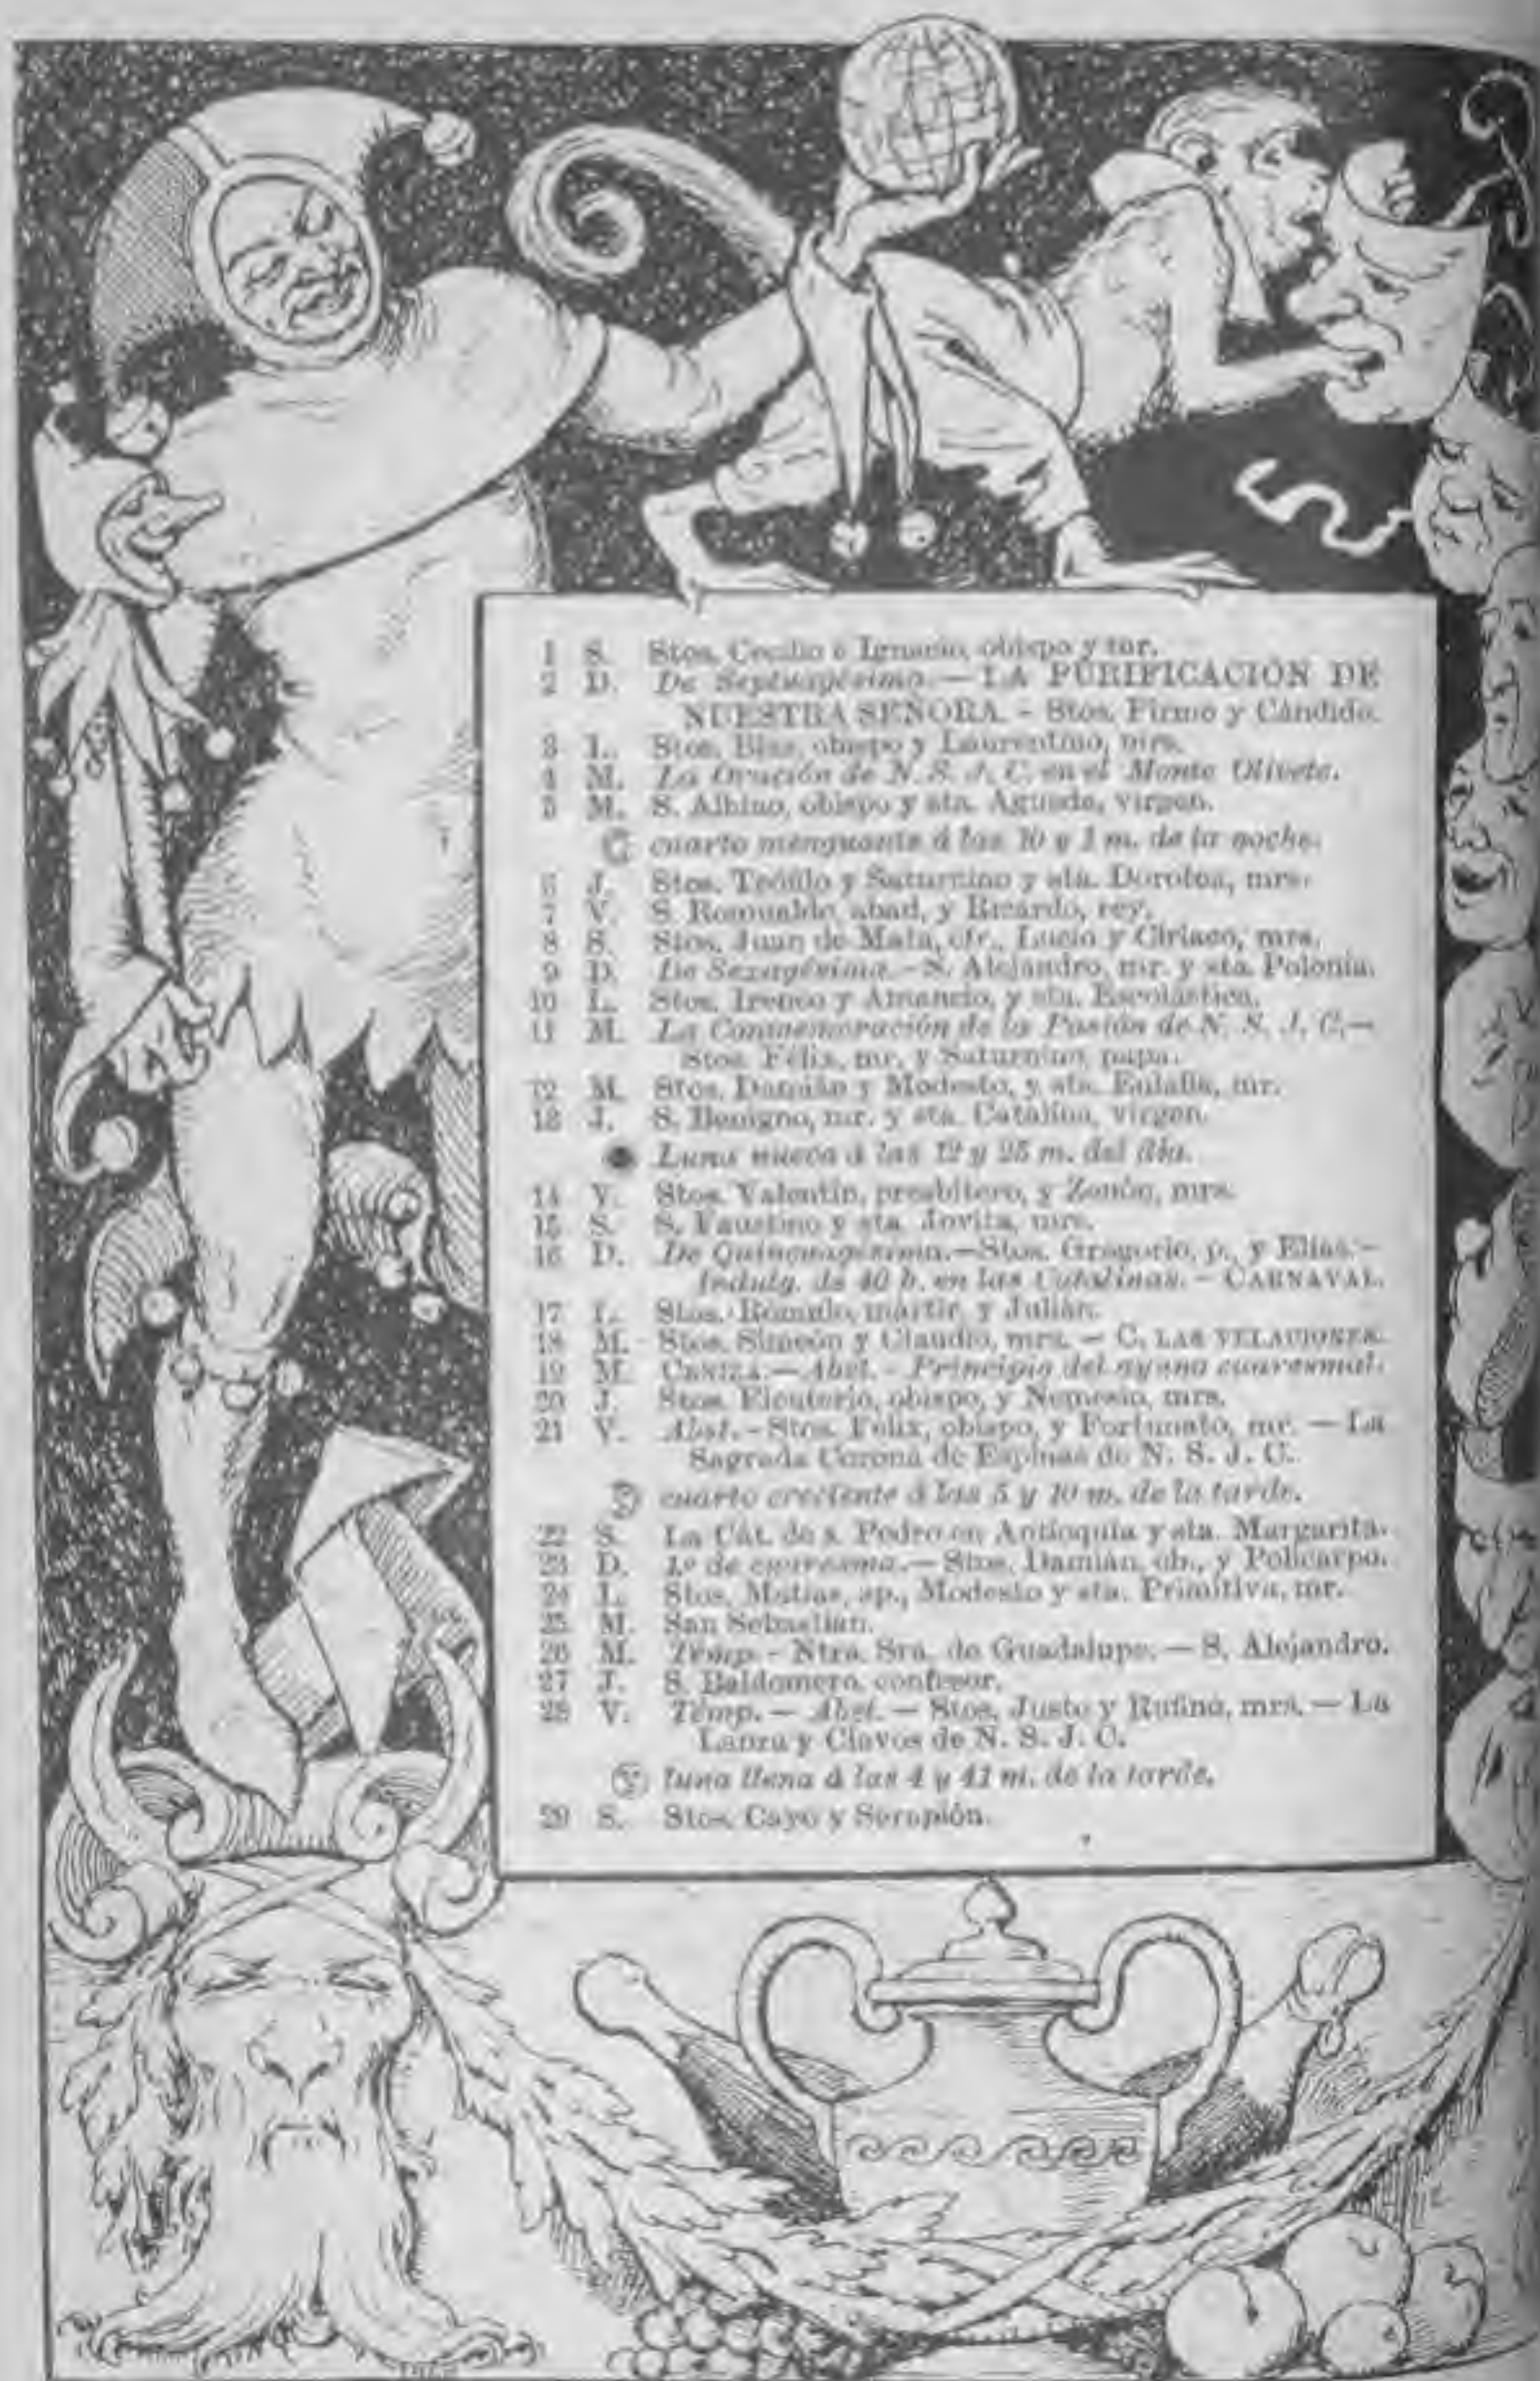 1 S. Stos. Cecilio é Ignacio, obispo y mr.
2 D. De Septuagésima.—LA PURIFICACIÓN DE
NUESTRA SEÑORA. - Stos. Firmo y Cándido.
3 L. Stos. Blas, obispo y Laurentino, mrs.
4 M. La Oración de N. S. J. C. en el Monte Olivete.
5 M. S. Albino, obispo y sta. Agueda, virgen.
cuarto menguante á las 10 y 1 m. de la noche.
6 J. Stos. Teófilo y Saturnino y sta. Dorotea, mrs.
7 V. S. Romualdo, abad, y Ricardo, rey.
8 S. Stos. Juan de Mata, cfr., Lucio y Ciriaco, mrs.
9 D. De Sexagésima.-S. Alejandro, mr. y sta. Polonia.
10 L. Stos. Ireneo y Amancio, y sta. Escolástica.
11 M. La Conmemoración de la Pasión de N. S. J. C.—
Stos. Félix, mr. y Saturnino, papa.
12 M. Stos. Damián y Modesto, y sta. Eulalia, mr.
13 J. S. Benigno, mr. y sta. Catalina, virgen.
Luna nueva á las 12 y 25 m. del día.
14 V. Stos. Valentín, presbítero, y Zenón, mrs.
15 S. S. Faustino y sta. Jovita, mrs.
16 D. De Quincuagésima.—Stos. Gregorio, p., y Elías.-
Indulg. de 40 h. en las Catalinas. - CARNAVAL.
17 L. Stos. Rómulo, mártir, y Julián.
18 M. Stos. Simeón y Claudio, mrs. — C. LAS VELACIONES.
19 M. CENIZA.—Abst. - Principio del ayuno cuaresmal.
20 J. Stos. Eleuterio, obispo, y Nemesio, mrs.
21 V. Abst. - Stos. Félix, obispo, y Fortunato, mr. — La
Sagrada Corona de Espinas de N. S. J. C.
cuarto creciente á las 5 y 10 m. de la tarde.
22 S. La Cát. de s. Pedro en Antioquía y sta. Margarita.
23 D. 1.º de cuaresma.— Stos. Damián, ob., y Policarpo.
24 L. Stos. Matías, ap., Modesto y sta. Primitiva, mr.
25 M. San Sebastián.
26 M. Témp. - Ntra. Sra. de Guadalupe. — S. Alejandro.
27 J. S. Baldomero, confesor.
28 V. Témp. — Abst. — Stos. Justo y Rufino, mrs. — La
Lanza y Clavos de N. S. J. C.
luna llena á las 4 y 41 m. de la tarde.
29 S. Stos. Cayo y Serapión.